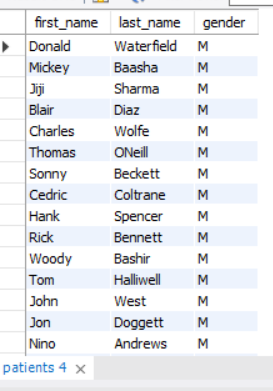 first_name last_name gender
Donald Waterfield M
Mickey Baasha M
Jiji Sharma M
Blair Diaz M
Charles Wolfe M
Thomas ONeill M
Sonny Beckett M
Cedric Coltrane M
Hank Spencer M
Rick Bennett M
Woody Bashir M
Tom Halliwell M
John West M
Jon Doggett M
Nino Andrews M
patients 4